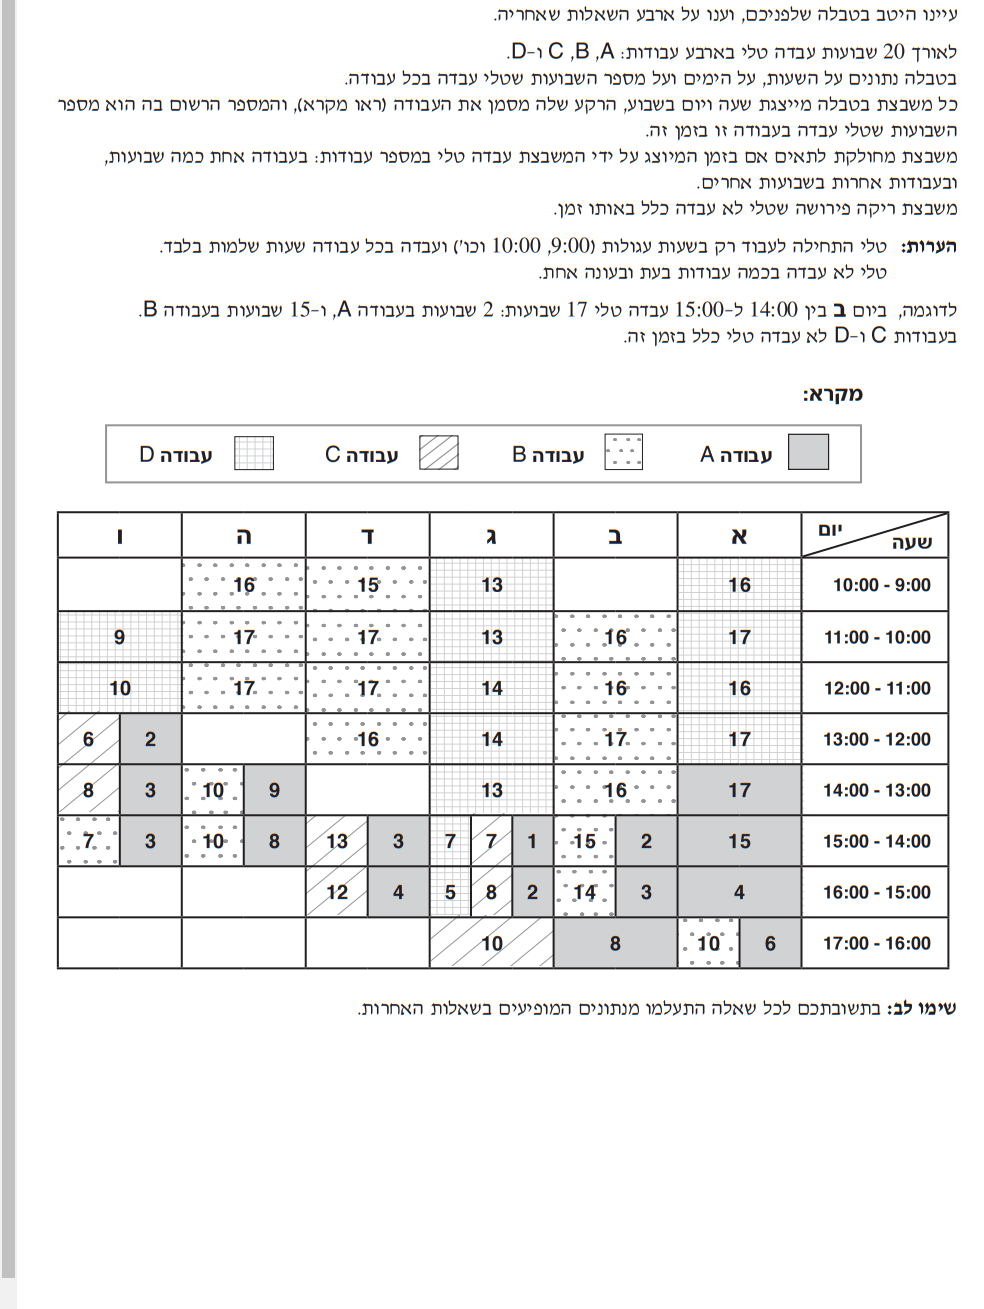 עיינו היטב בטבלה שלפניכם, וענו על ארבע השאלות שאחריה.
לאורך 20 שבועות עבדה טלי בארבע עבודות: A, B, C ו-D.
בטבלה נתונים על השעות, על הימים ועל מספר השבועות שטלי עבדה בכל עבודה.
כל משבצת בטבלה מייצגת שעה ויום בשבוע, הרקע שלה מסמן את העבודה (ראו מקרא), והמספר הרשום בה הוא מספר
השבועות שטלי עבדה בעבודה זו בזמן זה.
משבצת מחולקת לתאים אם בזמן המיוצג על ידי המשבצת עבדה טלי במספר עבודות: בעבודה אחת כמה שבועות,
ובעבודות אחרות בשבועות אחרים.
משבצת ריקה פירושה שטלי לא עבדה כלל באותו זמן.
הערות: טלי התחילה לעבוד רק בשעות עגולות (9:00, 10:00 וכו') ועבדה בכל עבודה שעות שלמות בלבד.
טלי לא עבדה בכמה עבודות בעת ובעונה אחת.
לדוגמה, ביום ב בין 14:00 ל-15:00 עבדה טלי 17 שבועות: 2 שבועות בעבודה A, ו-15 שבועות בעבודה B.
בעבודות C ו-D לא עבדה טלי כלל בזמן זה.
מקרא:
עבודה A עבודה B עבודה C עבודה D
יום שעה א ב ג ד ה ו
10:00 - 9:00 16 13 15 16
11:00 - 10:00 17 16 13 17 17 9
12:00 - 11:00 16 16 14 17 17 10
13:00 - 12:00 17 17 14 16 2 6
14:00 - 13:00 17 16 13 9 10 3 8
15:00 - 14:00 15 2 15 1 7 7 3 13 8 10 3 7
16:00 - 15:00 4 3 14 2 8 5 4 12
17:00 - 16:00 6 10 8 10
שימו לב: בתשובתכם לכל שאלה התעלמו מנתונים המופיעים בשאלות האחרות.